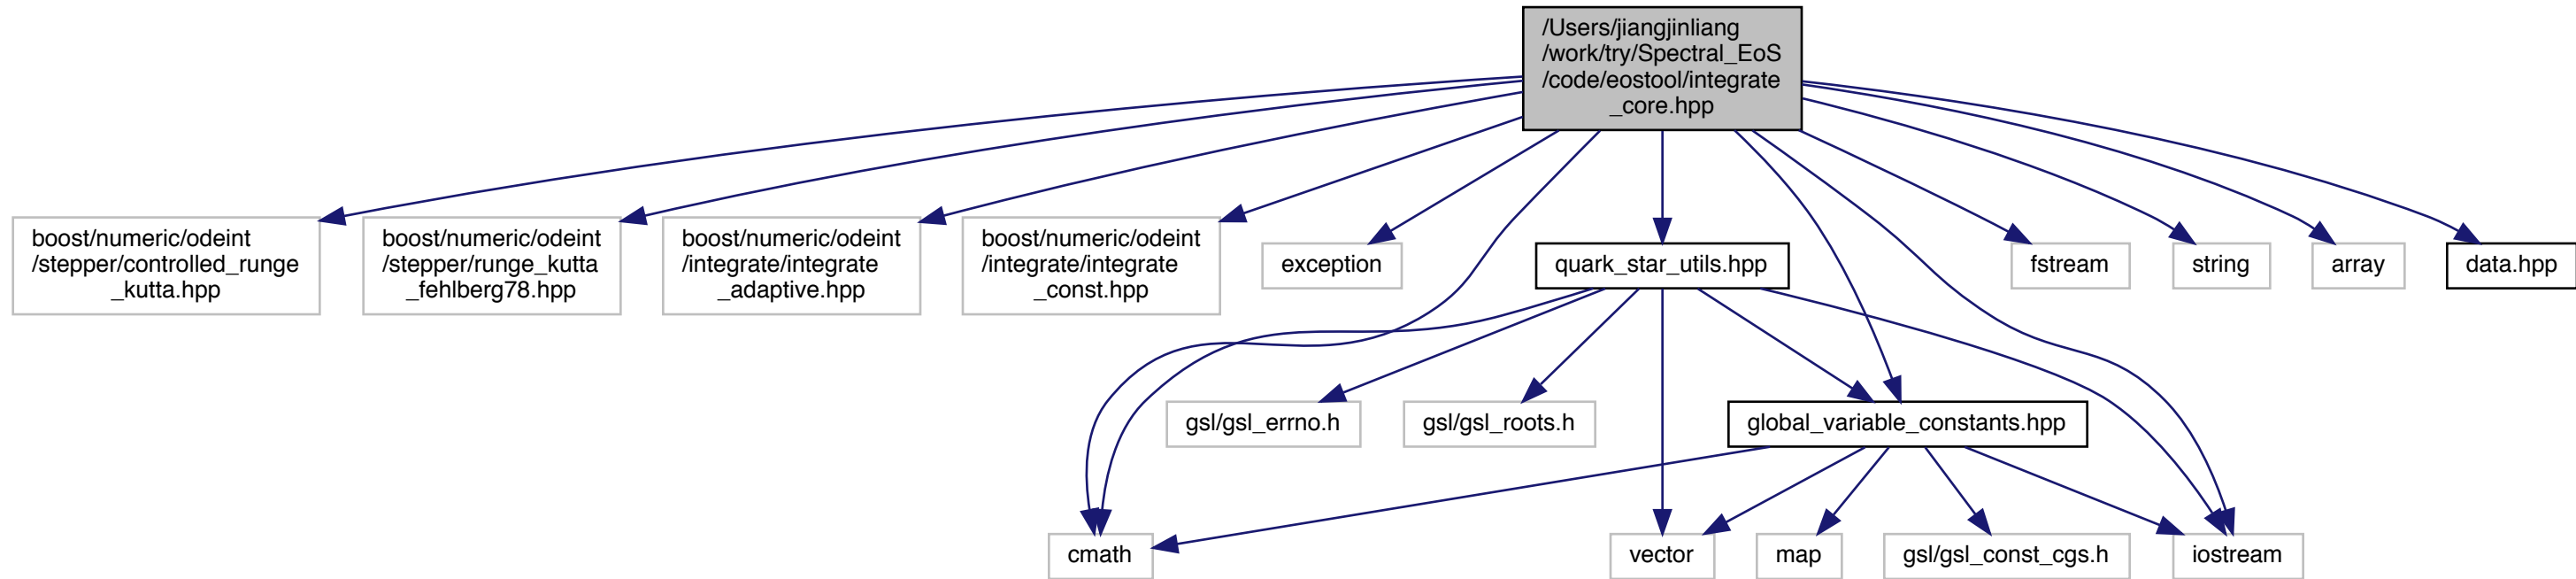 /Users/jiangjinliang
/work/try/Spectral_EoS
/code/eostool/integrate
_core.hpp
boost/numeric/odeint
/stepper/controlled_runge
_kutta.hpp
boost/numeric/odeint
/stepper/runge_kutta
_fehlberg78.hpp
boost/numeric/odeint
/integrate/integrate
_adaptive.hpp
boost/numeric/odeint
/integrate/integrate
_const.hpp
exception
quark_star_utils.hpp
fstream
string
array
data.hpp
gsl/gsl_errno.h
gsl/gsl_roots.h
global_variable_constants.hpp
cmath
vector
map
gsl/gsl_const_cgs.h
iostream